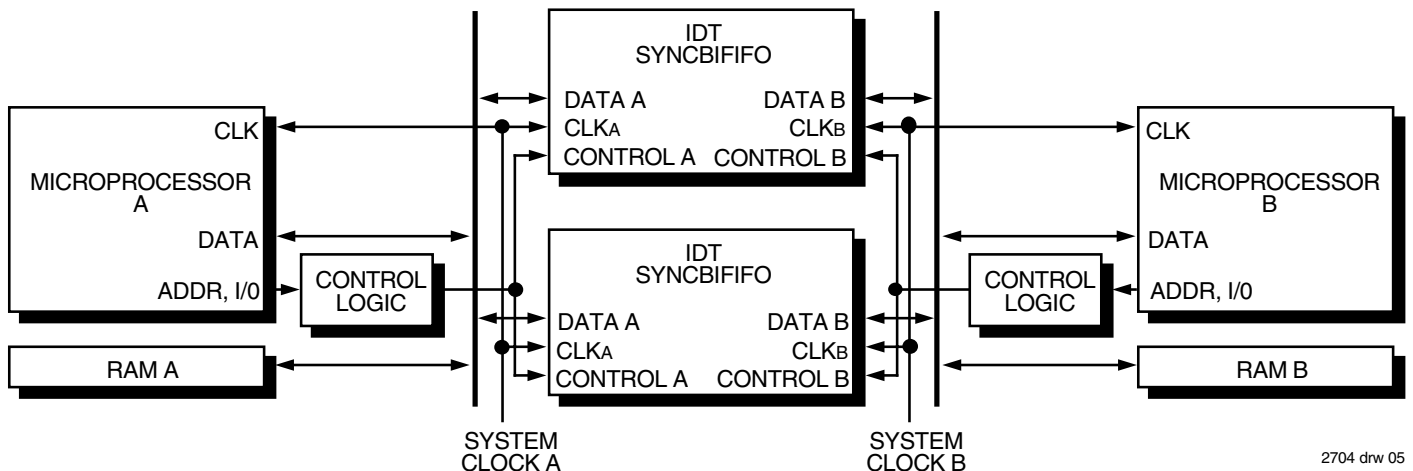 IDT
SYNCBIFIFO
DATA A
DATA B
CLKA
CLKB
CONTROL A
CONTROL B
CLK
MICROPROCESSOR
A
DATA
ADDR, I/0
CONTROL
LOGIC
RAM A
IDT
SYNCBIFIFO
DATA A
DATA B
CLKA
CLKB
CONTROL A
CONTROL B
CLK
MICROPROCESSOR
B
DATA
ADDR, I/0
CONTROL
LOGIC
RAM B
SYSTEM
CLOCK A
SYSTEM
CLOCK B
2704 drw 05